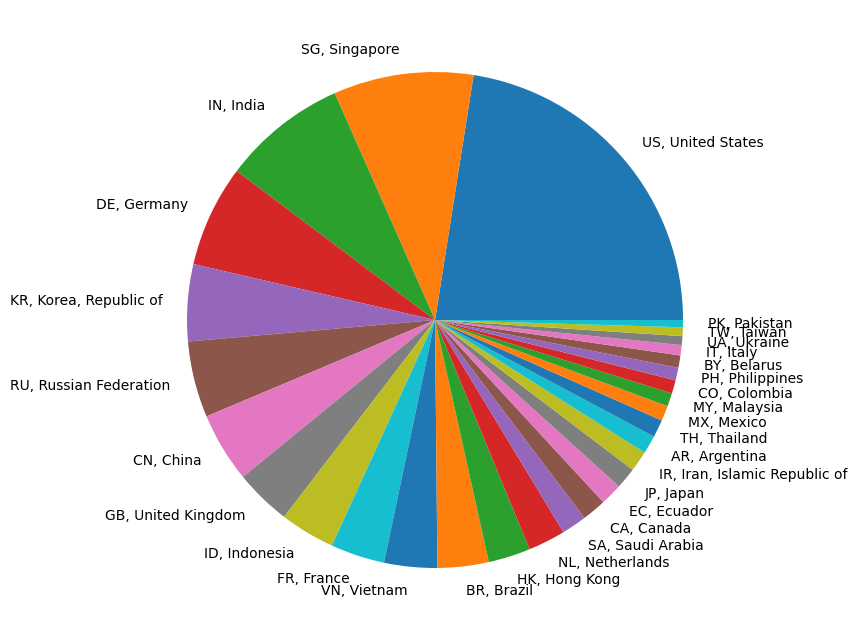 SG, Singapore
IN, India
US, United States
DE, Germany
KR, Korea, Republic of
PK, Pakistan
TW, Taiwan
UA, Ukraine
IT, Italy
BY, Belarus
PH, Philippines
RU, Russian Federation
CO, Colombia
MY, Malaysia
MX, Mexico
TH, Thailand
AR, Argentina
CN, China
IR, Iran, Islamic Republic of
JP, Japan
EC, Ecuador
GB, United Kingdom
CA, Canada
SA, Saudi Arabia
ID, Indonesia
NL, Netherlands
FR, France
HK, Hong Kong
VN, Vietnam
BR, Brazil